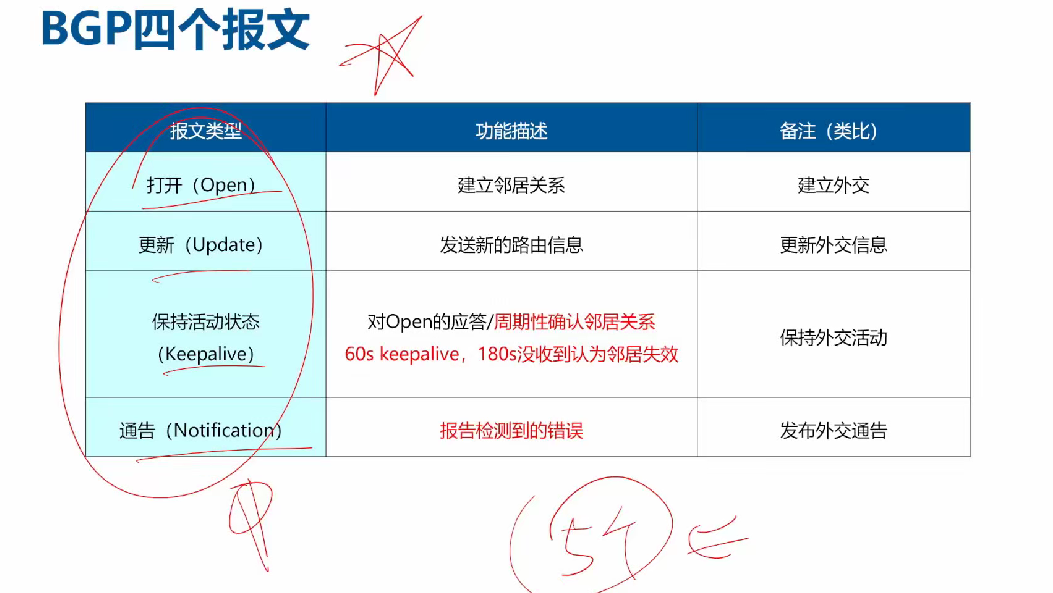 BGP四个报文
报文类型 功能描述 备注（类比）
打开（Open） 建立邻居关系 建立外交
更新（Update） 发送新的路由信息 更新外交信息
保持活动状态
（Keepalive） 对Open的应答/周期性确认邻居关系
60s keepalive，180s没收到认为邻居失效 保持外交活动
通告（Notification） 报告检测到的错误 发布外交通告